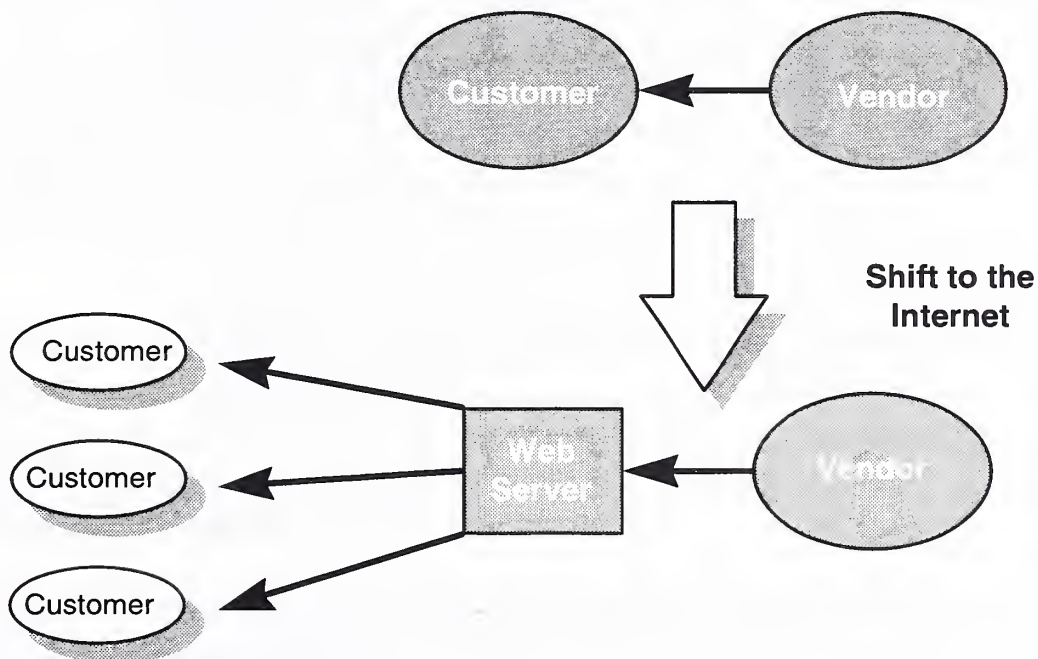 Customer
Vendor
Shift to the
Internet
Customer
Customer
Customer
Web
Server
Vendor